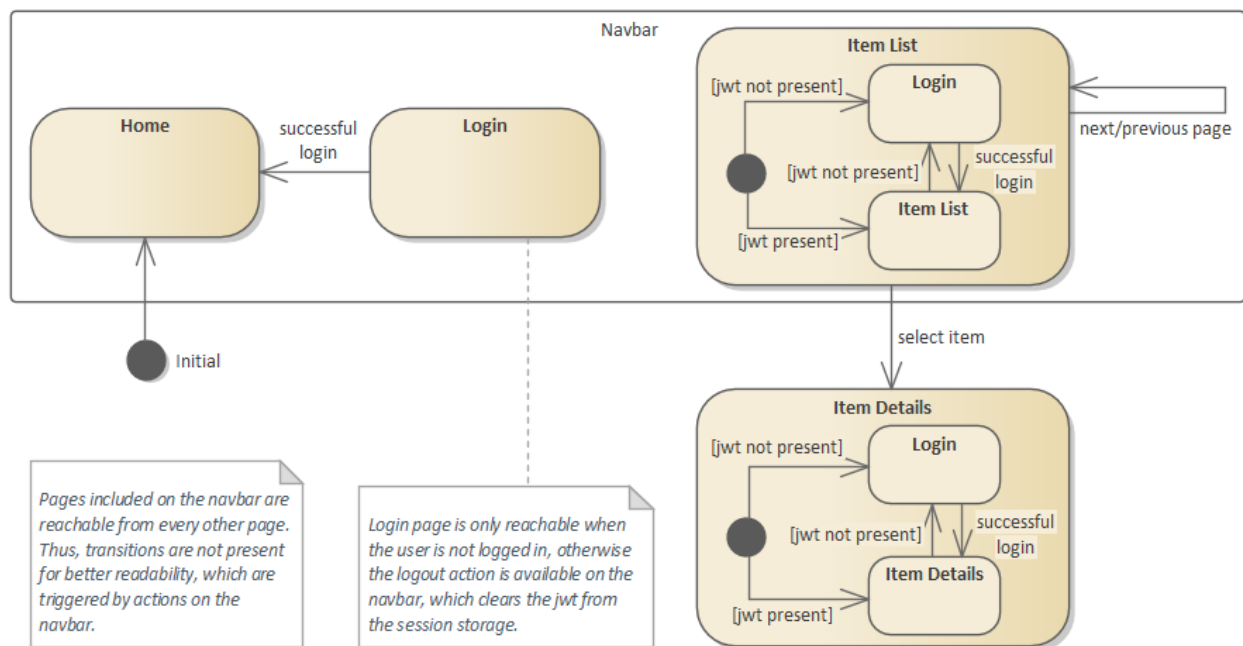 Navbar
Home
successful
login
Login
Item List
[jwt not present]
Login
[jwt not present]
successful
login
Item List
[jwt present]
next/previous page
Initial
select item
Item Details
[jwt not present]
Login
[jwt not present]
successful
login
Item Details
[jwt present]
Pages included on the navbar are
reachable from every other page.
Thus, transitions are not present
for better readability, which are
triggered by actions on the
navbar.
Login page is only reachable when
the user is not logged in, otherwise
the logout action is available on the
navbar, which clears the jwt from
the session storage.